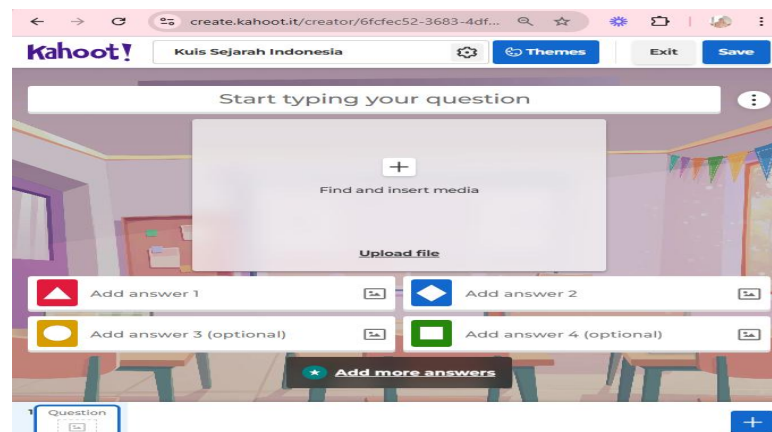 create.kahoot.it/creator/6fcfec52-3683-4df...
Kahoot!
Kuis Sejarah Indonesia
Themes
Exit
Save
Start typing your question
Find and insert media
Upload file
Add answer 1
Add answer 2
Add answer 3 (optional)
Add answer 4 (optional)
Add more answers
1
Question